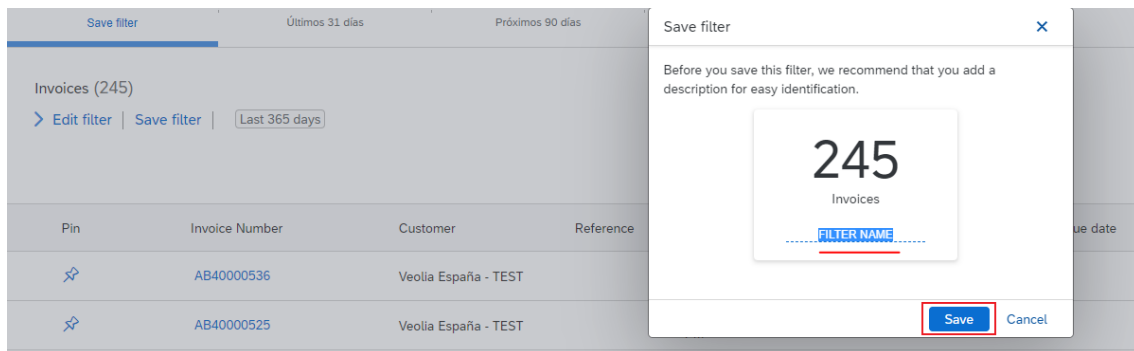 Save filter
Últimos 31 días
Próximos 90 días
Invoices (245)
Edit filter | Save filter | Last 365 days
Pin Invoice Number Customer Reference ue date
AB40000536 Veolia España - TEST
AB40000525 Veolia España - TEST
Save filter
Before you save this filter, we recommend that you add a
description for easy identification.
245
Invoices
FILTER NAME
Save Cancel